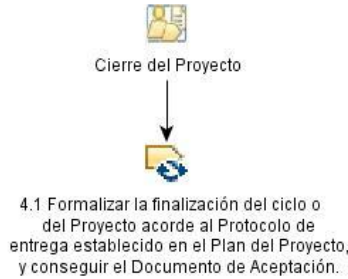 Cierre del Proyecto
4.1 Formalizar la finalización del ciclo o
del Proyecto acorde al Protocolo de
entrega establecido en el Plan del Proyecto,
y conseguir el Documento de Aceptación.